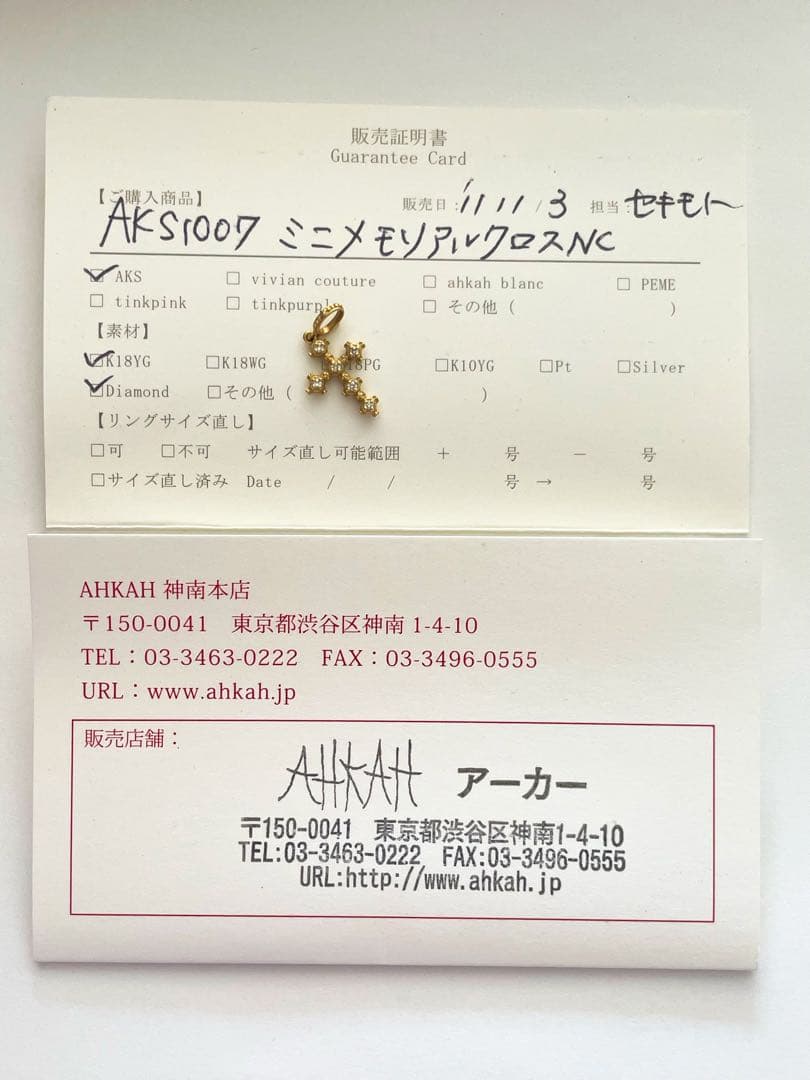 販売証明書
Guarantee Card
【ご購入商品】 販売日：'11 11 / 3 担当：セキモト
AKS1007 ミニメモリアルクロスNC
☑ AKS □ vivian couture □ ahkah blanc □ PEME
□ tinkpink □ tinkpurple □ その他（ ）
【素材】
☑K18YG □K18WG 18PG □K10YG □Pt □Silver
☑Diamond □その他（ ）
【リングサイズ直し】
□可 □不可 サイズ直し可能範囲 ＋ 号 － 号
□サイズ直し済み Date / / 号 → 号
AHKAH 神南本店
〒150-0041 東京都渋谷区神南 1-4-10
TEL：03-3463-0222 FAX：03-3496-0555
URL：www.ahkah.jp
販売店舗：
AHKAH アーカー
〒150-0041 東京都渋谷区神南1-4-10
TEL:03-3463-0222 FAX:03-3496-0555
URL:http://www.ahkah.jp